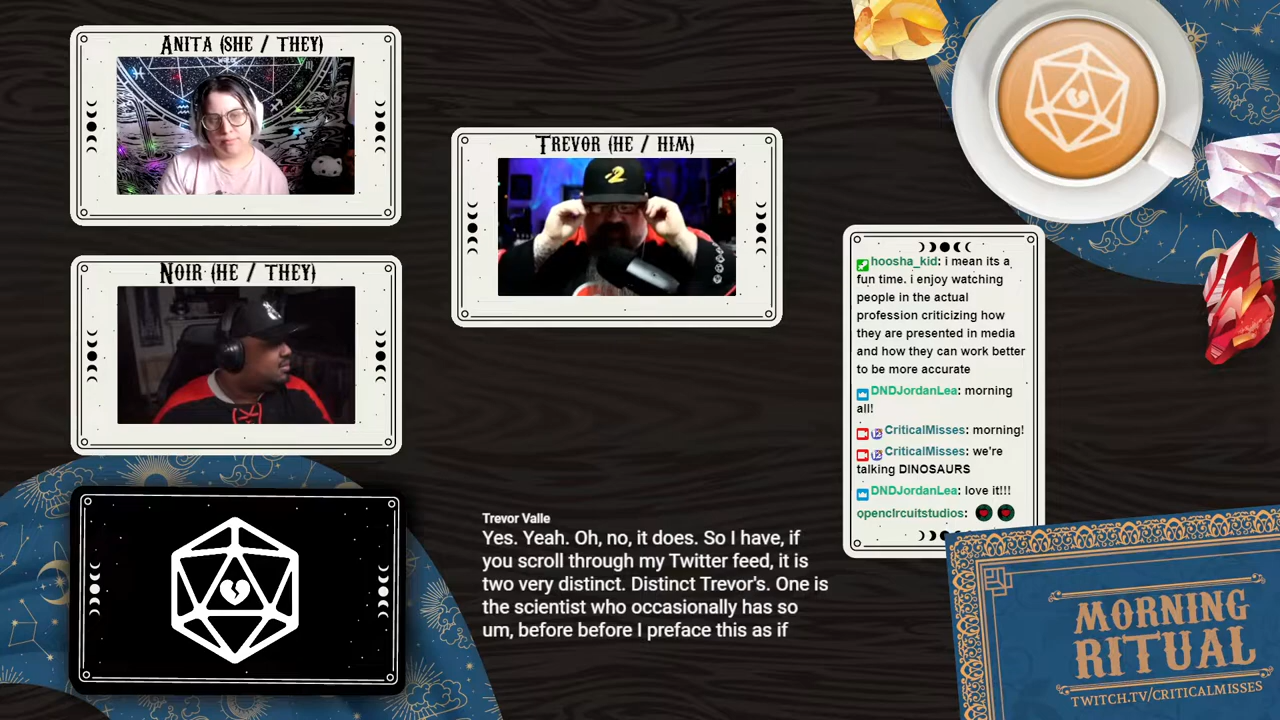 ANITA (SHE / THEY)
TREVOR (HE / HIM)
-2
NOIR (HE / THEY)
hoosha_kid: i mean its a
fun time. i enjoy watching
people in the actual
profession criticizing how
they are presented in media
and how they can work better
to be more accurate
DNDJordanLea: morning
all!
CriticalMisses: morning!
CriticalMisses: we're
talking DINOSAURS
DNDJordanLea: love it!!!
openclrcuitstudios:
Trevor Valle
Yes. Yeah. Oh, no, it does. So I have, if
you scroll through my Twitter feed, it is
two very distinct. Distinct Trevor's. One is
the scientist who occasionally has so
um, before before I preface this as if
MORNING
RITUAL
TWITCH.TV/CRITICALMISSES